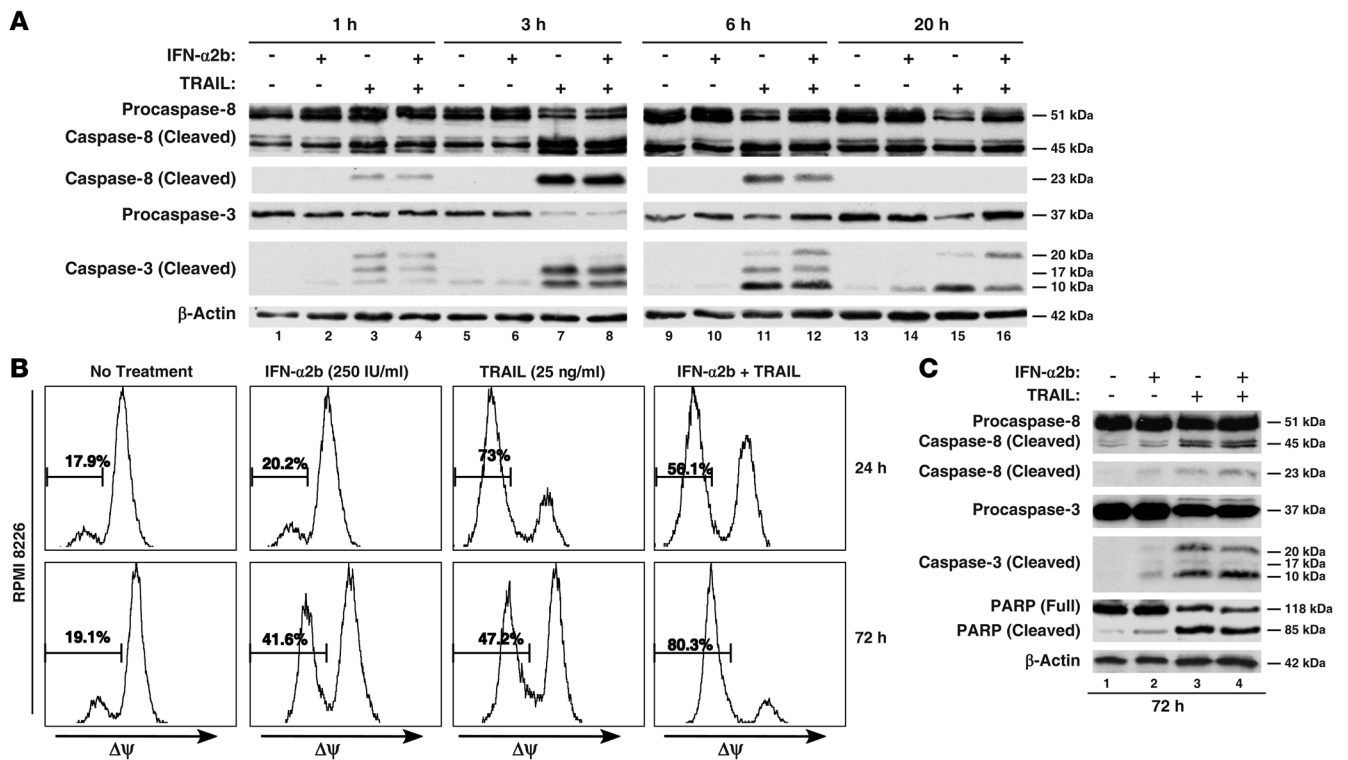 A
1 h 3 h 6 h 20 h
IFN-α2b: - + - + - + - + - + - + - + - +
TRAIL: - - + + - - + + - - + + - - + +
Procaspase-8 51 kDa
Caspase-8 (Cleaved) 45 kDa
Caspase-8 (Cleaved) 23 kDa
Procaspase-3 37 kDa
20 kDa
Caspase-3 (Cleaved) 17 kDa
10 kDa
β-Actin 42 kDa
1 2 3 4 5 6 7 8 9 10 11 12 13 14 15 16
B
No Treatment IFN-α2b (250 IU/ml) TRAIL (25 ng/ml) IFN-α2b + TRAIL
17.9% 20.2% 73% 56.1% 24 h
RPMI 8226
19.1% 41.6% 47.2% 80.3% 72 h
Δψ Δψ Δψ Δψ
C
IFN-α2b: - + - +
TRAIL: - - + +
Procaspase-8 51 kDa
Caspase-8 (Cleaved) 45 kDa
Caspase-8 (Cleaved) 23 kDa
Procaspase-3 37 kDa
20 kDa
Caspase-3 (Cleaved) 17 kDa
10 kDa
PARP (Full) 118 kDa
PARP (Cleaved) 85 kDa
β-Actin 42 kDa
1 2 3 4
72 h